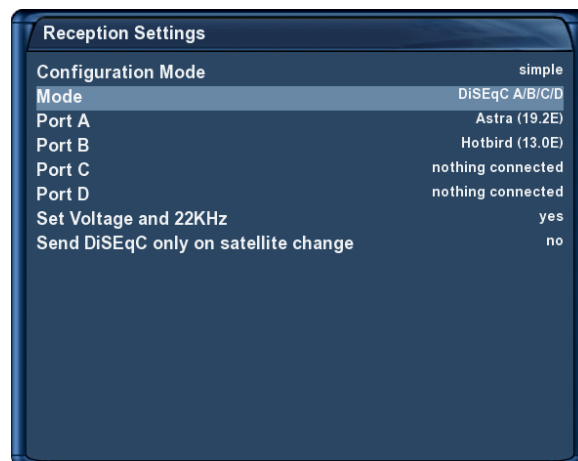 Reception Settings
Configuration Mode simple
Mode DiSEqC A/B/C/D
Port A Astra (19.2E)
Port B Hotbird (13.0E)
Port C nothing connected
Port D nothing connected
Set Voltage and 22KHz yes
Send DiSEqC only on satellite change no